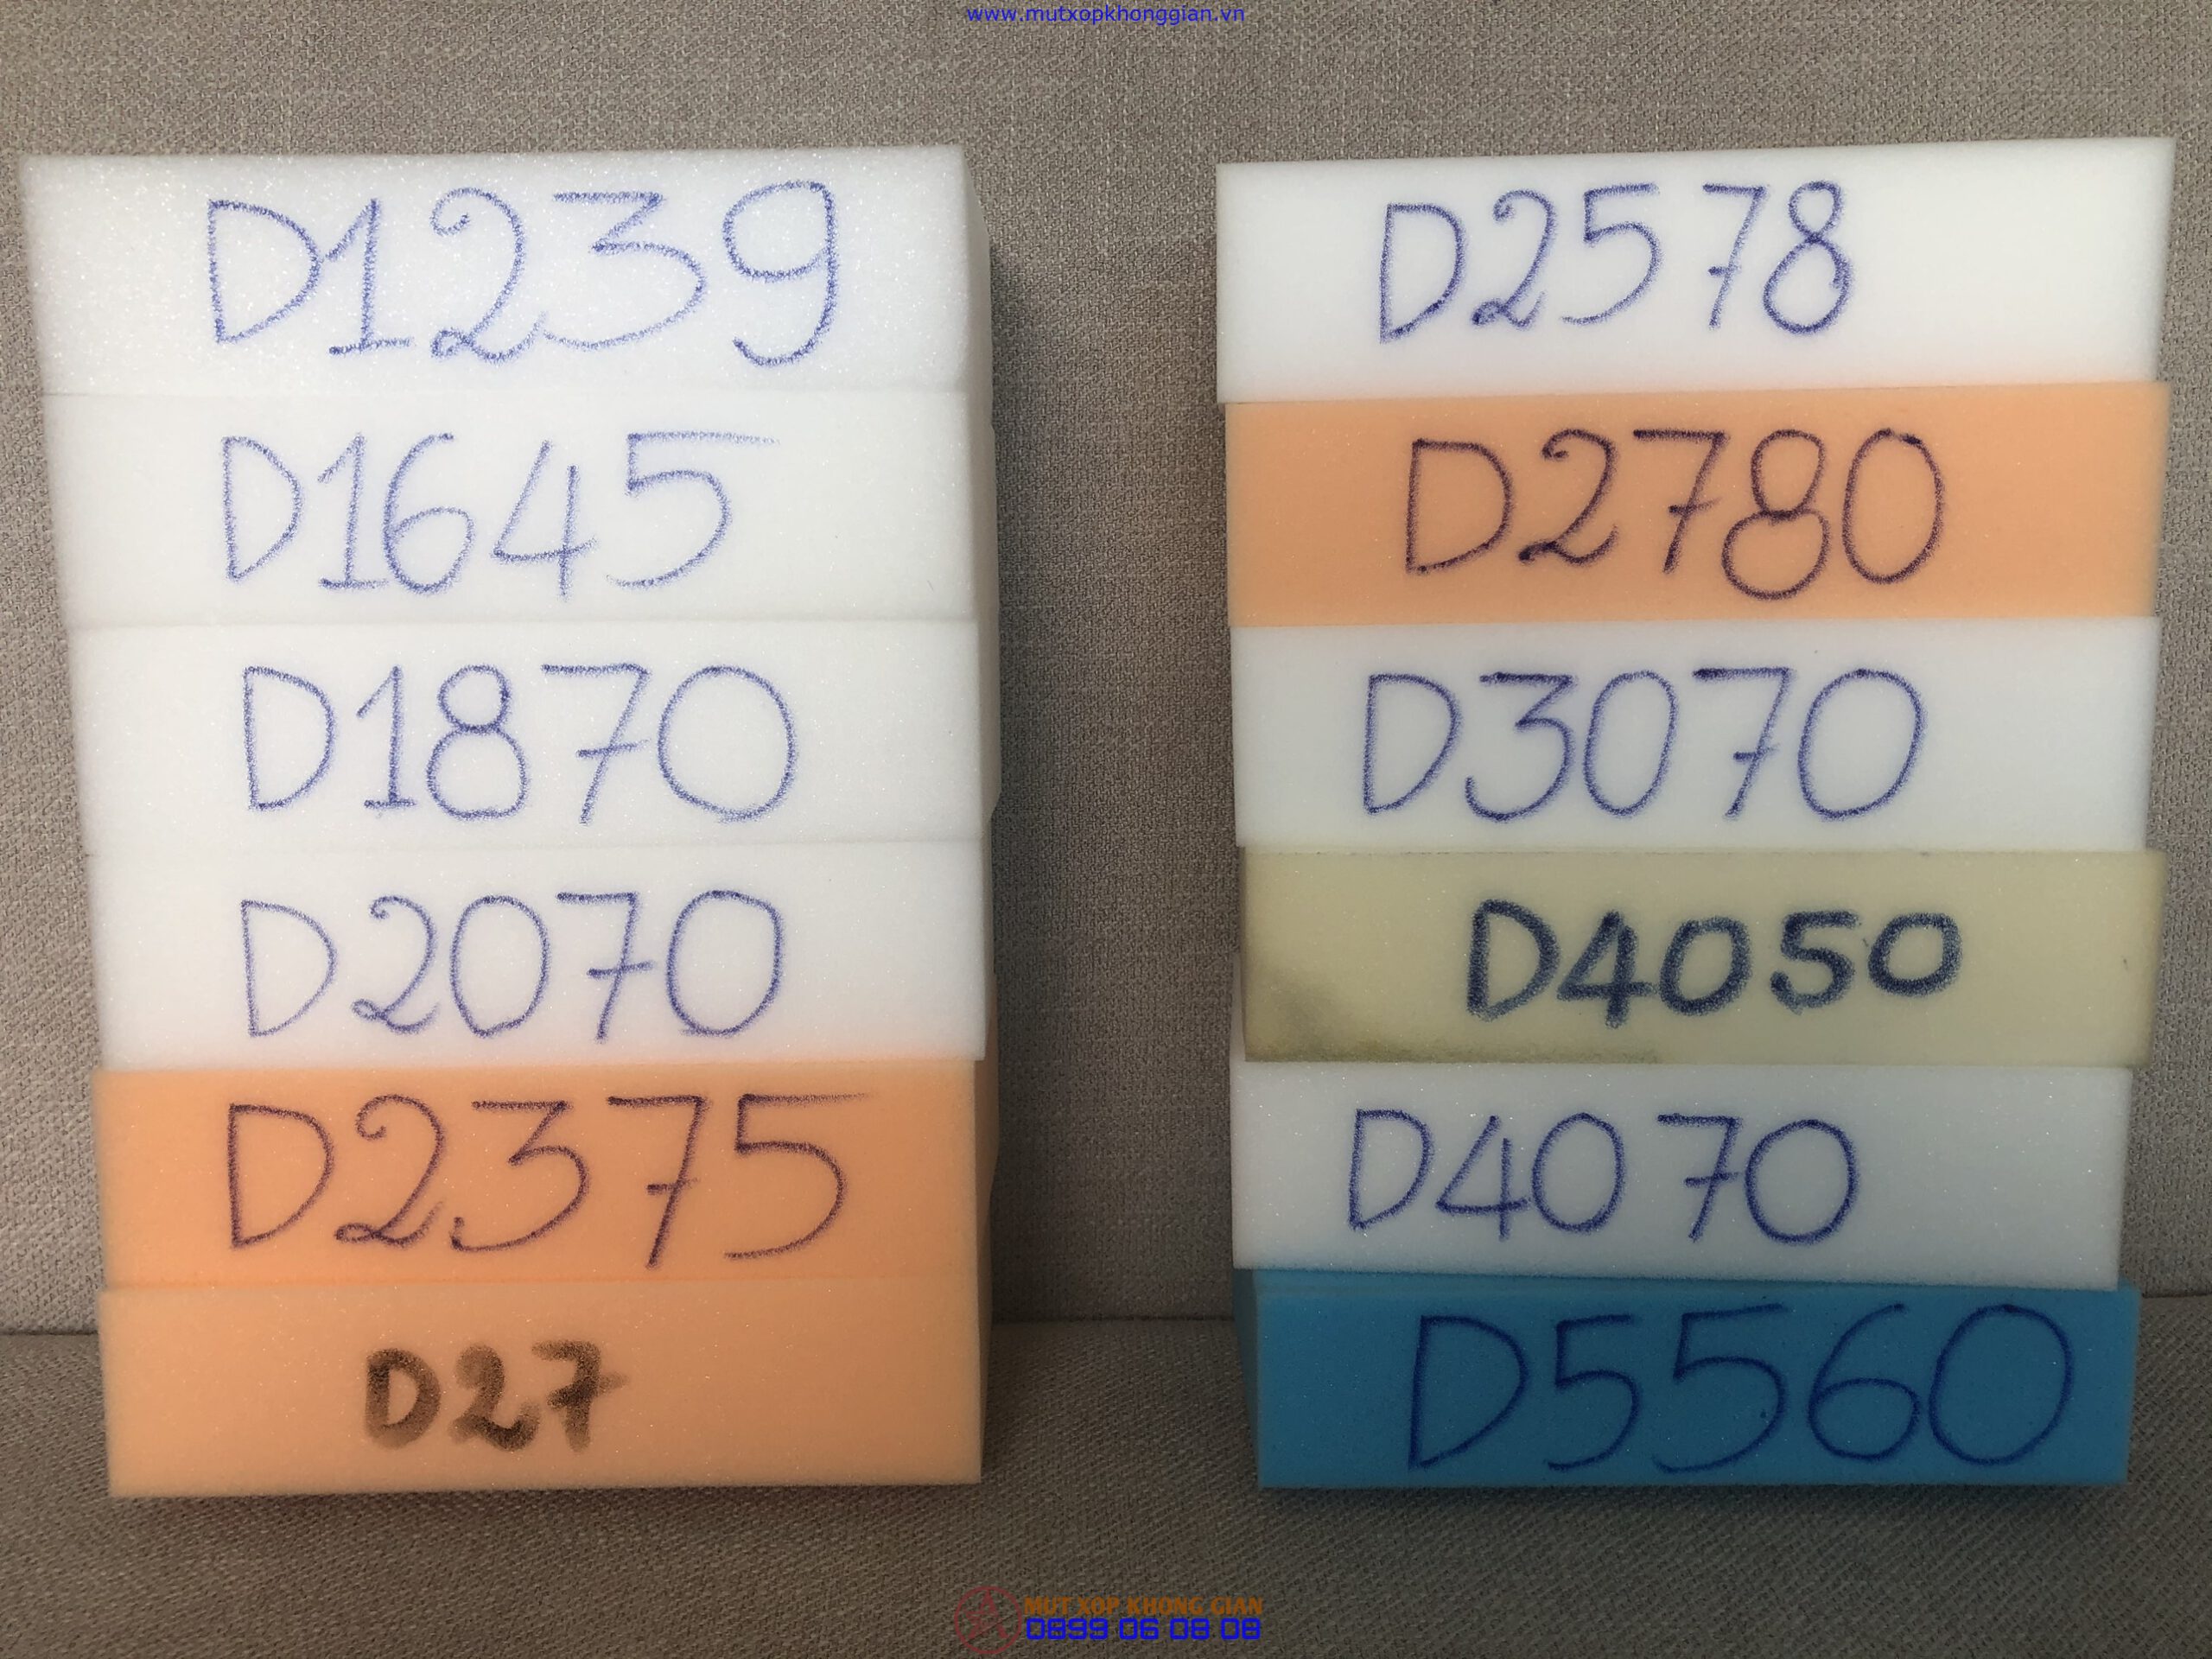 www.mutxopkhonggian.vn
D1239
D1645
D1870
D2070
D2375
D27
D2578
D2780
D3070
D4050
D4070
D5560
MUT XOP KHONG GIAN
0899 06 08 08